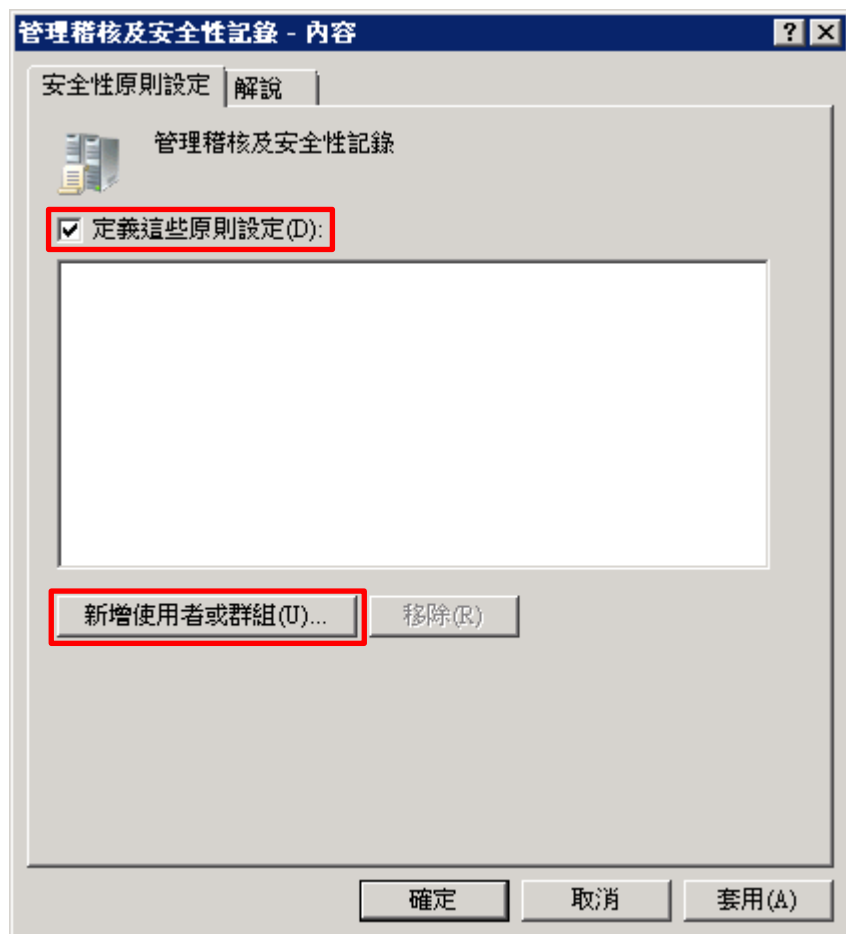 管理稽核及安全性記錄 - 內容
安全性原則設定 解說
管理稽核及安全性記錄
定義這些原則設定(D):
新增使用者或群組(U)... 移除(R)
確定 取消 套用(A)